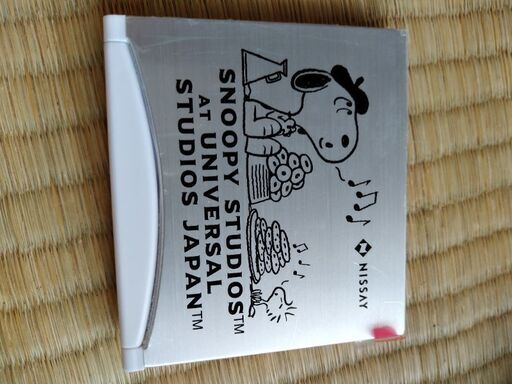 NISSAY
SNOOPY STUDIOS™
AT UNIVERSAL
STUDIOS JAPAN™